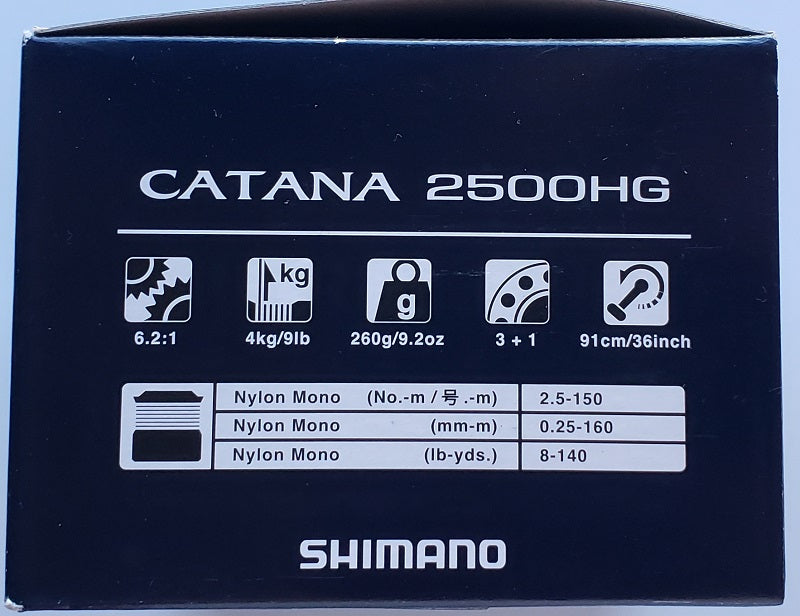 CATANA 2500HG
kg
g
6.2:1 4kg/9lb 260g/9.2oz 3 + 1 91cm/36inch
Nylon Mono (No.-m / 号.-m) 2.5-150
Nylon Mono (mm-m) 0.25-160
Nylon Mono (lb-yds.) 8-140
SHIMANO